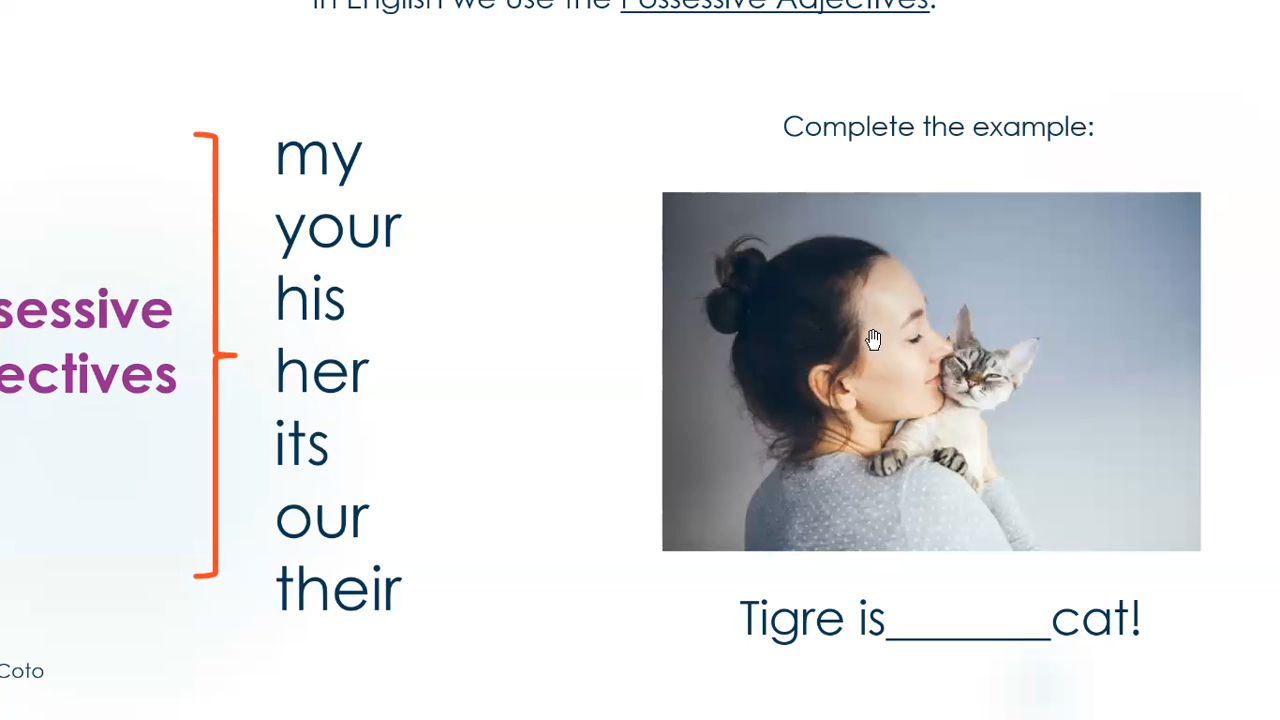 in English we use the Possessive Adjectives.
Complete the example:
my
your
his
her
its
our
their
sessive
ectives
Tigre is_______cat!
Coto